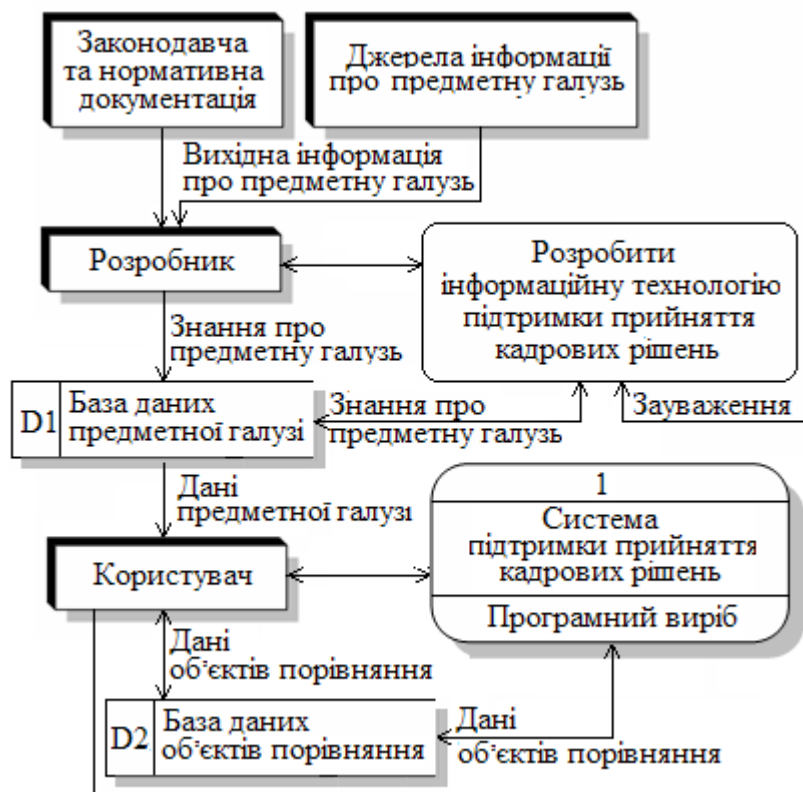 Законодавча
та нормативна
документація
Джерела інформації
про предметну галузь
Вихідна інформація
про предметну галузь
Розробник
Розробити
інформаційну технологію
підтримки прийняття
кадрових рішень
Знання про
предметну галузь
D1
База даних
предметної галузі
Знання про
предметну галузь
Зауваження
Дані
предметної галузі
1
Система
підтримки прийняття
кадрових рішень
Програмний виріб
Користувач
Дані
об'єктів порівняння
D2
База даних
об'єктів порівняння
Дані
об'єктів порівняння